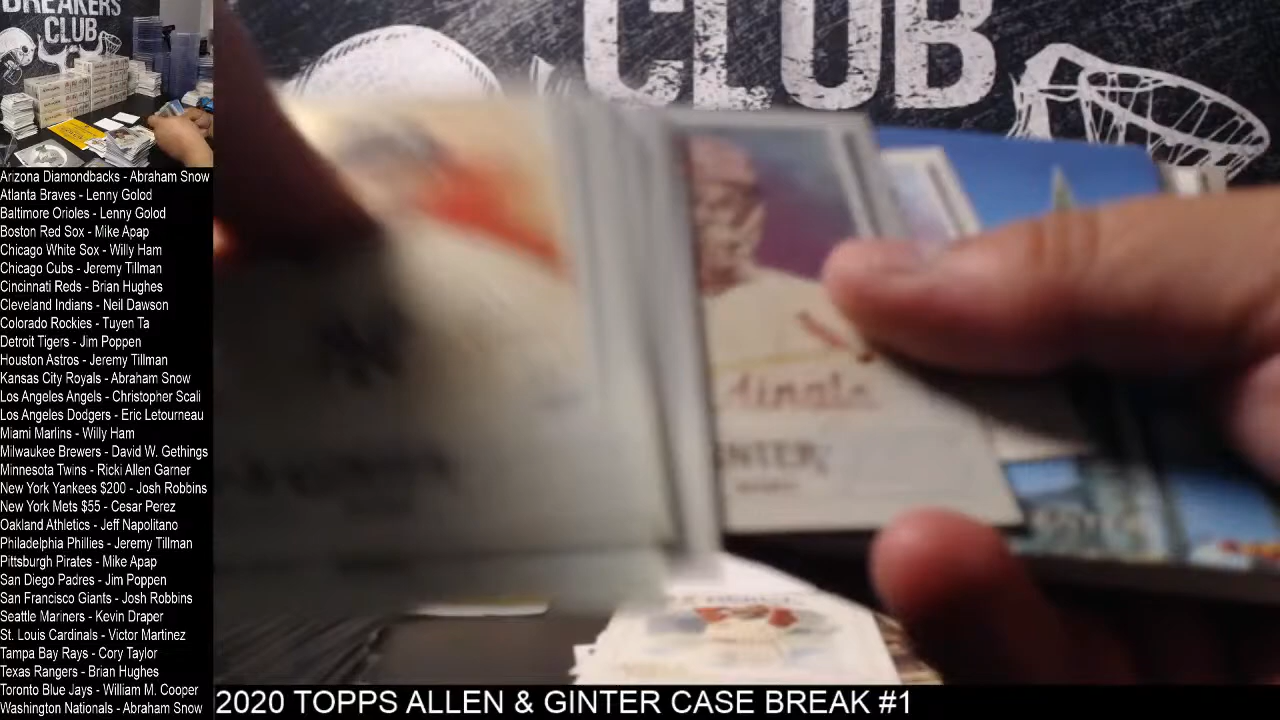 BREAKERS
CLUB
CLUB
Arizona Diamondbacks - Abraham Snow
Atlanta Braves - Lenny Golod
Baltimore Orioles - Lenny Golod
Boston Red Sox - Mike Apap
Chicago White Sox - Willy Ham
Chicago Cubs - Jeremy Tillman
Cincinnati Reds - Brian Hughes
Cleveland Indians - Neil Dawson
Colorado Rockies - Tuyen Ta
Detroit Tigers - Jim Poppen
Houston Astros - Jeremy Tillman
Kansas City Royals - Abraham Snow
Los Angeles Angels - Christopher Scali
Los Angeles Dodgers - Eric Letourneau
Miami Marlins - Willy Ham
Milwaukee Brewers - David W. Gethings
Minnesota Twins - Ricki Allen Garner
New York Yankees $200 - Josh Robbins
New York Mets $55 - Cesar Perez
Oakland Athletics - Jeff Napolitano
Philadelphia Phillies - Jeremy Tillman
Pittsburgh Pirates - Mike Apap
San Diego Padres - Jim Poppen
San Francisco Giants - Josh Robbins
Seattle Mariners - Kevin Draper
St. Louis Cardinals - Victor Martinez
Tampa Bay Rays - Cory Taylor
Texas Rangers - Brian Hughes
Toronto Blue Jays - William M. Cooper
Washington Nationals - Abraham Snow
2020 TOPPS ALLEN & GINTER CASE BREAK #1